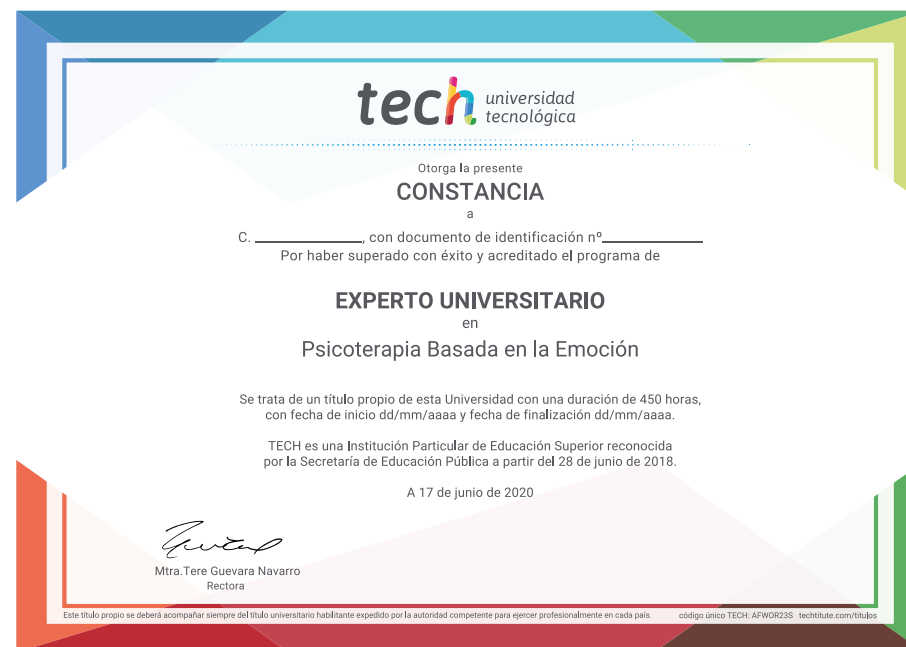 tech universidad
tecnológica
Otorga la presente
CONSTANCIA
a
C. ____________, con documento de identificación nº____________
Por haber superado con éxito y acreditado el programa de
EXPERTO UNIVERSITARIO
en
Psicoterapia Basada en la Emoción
Se trata de un título propio de esta Universidad con una duración de 450 horas,
con fecha de inicio dd/mm/aaaa y fecha de finalización dd/mm/aaaa.
TECH es una Institución Particular de Educación Superior reconocida
por la Secretaría de Educación Pública a partir del 28 de junio de 2018.
A 17 de junio de 2020
Mtra.Tere Guevara Navarro
Rectora
Este título propio se deberá acompañar siempre del título universitario habilitante expedido por la autoridad competente para ejercer profesionalmente en cada país. código único TECH: AFWOR23S techtitute.com/titulos